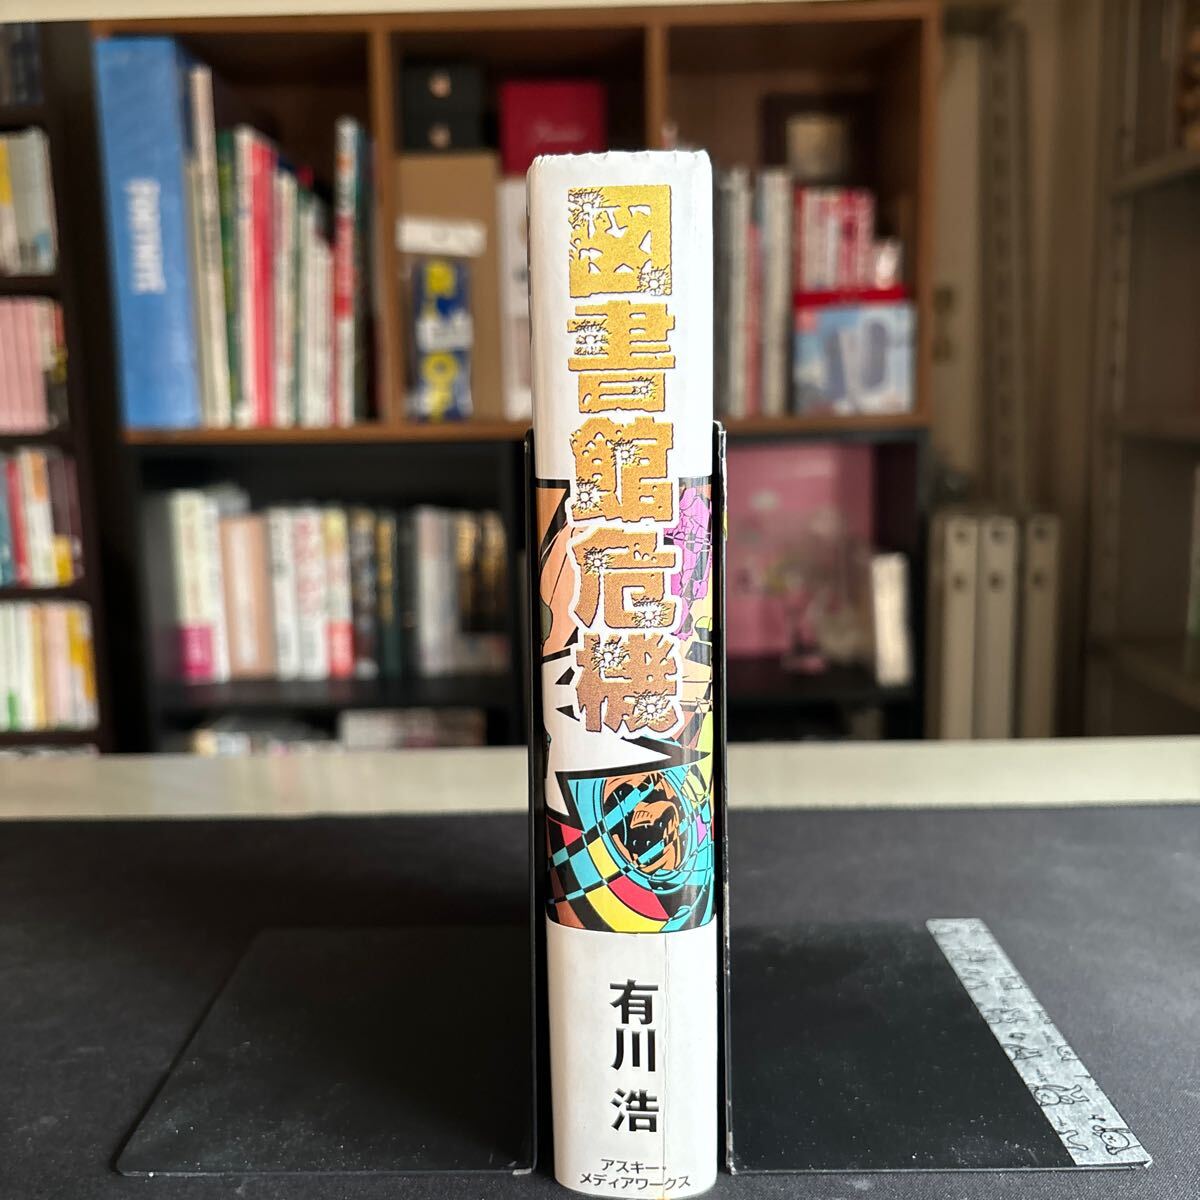 図書館危機
有川 浩
アスキー・
メディアワークス